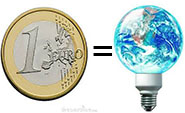 1 EURO
=